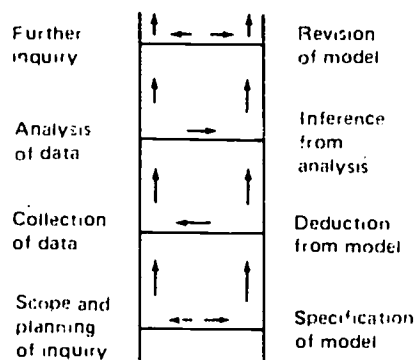 Further
inquiry
Revision
of model
Analysis
of data
Inference
from
analysis
Collection
of data
Deduction
from model
Scope and
planning
of inquiry
Specification
of model